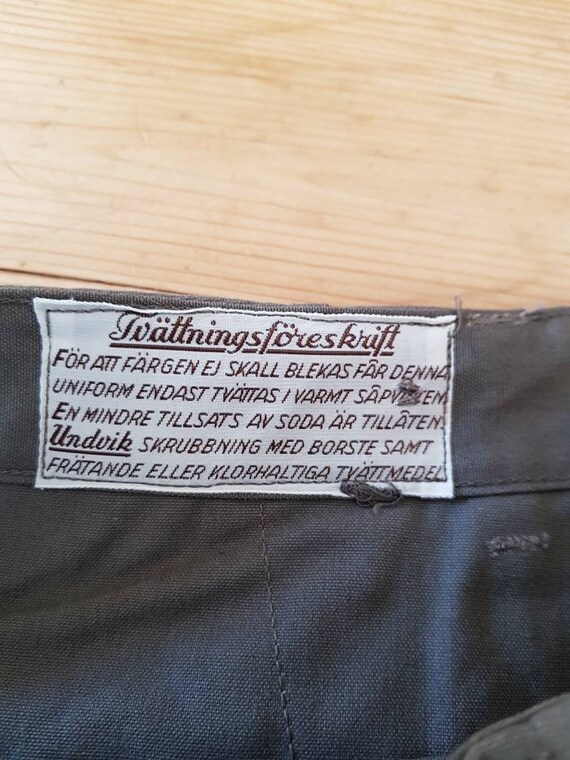 Tvättningsföreskrift
FÖR ATT FÄRGEN EJ SKALL BLEKAS FÅR DENNA
UNIFORM ENDAST TVÄTTAS I VARMT SÅPVATTEN.
EN MINDRE TILLSATS AV SODA ÄR TILLÅTEN.
Undvik SKRUBBNING MED BORSTE SAMT
FRÄTANDE ELLER KLORHALTIGA TVÄTTMEDEL